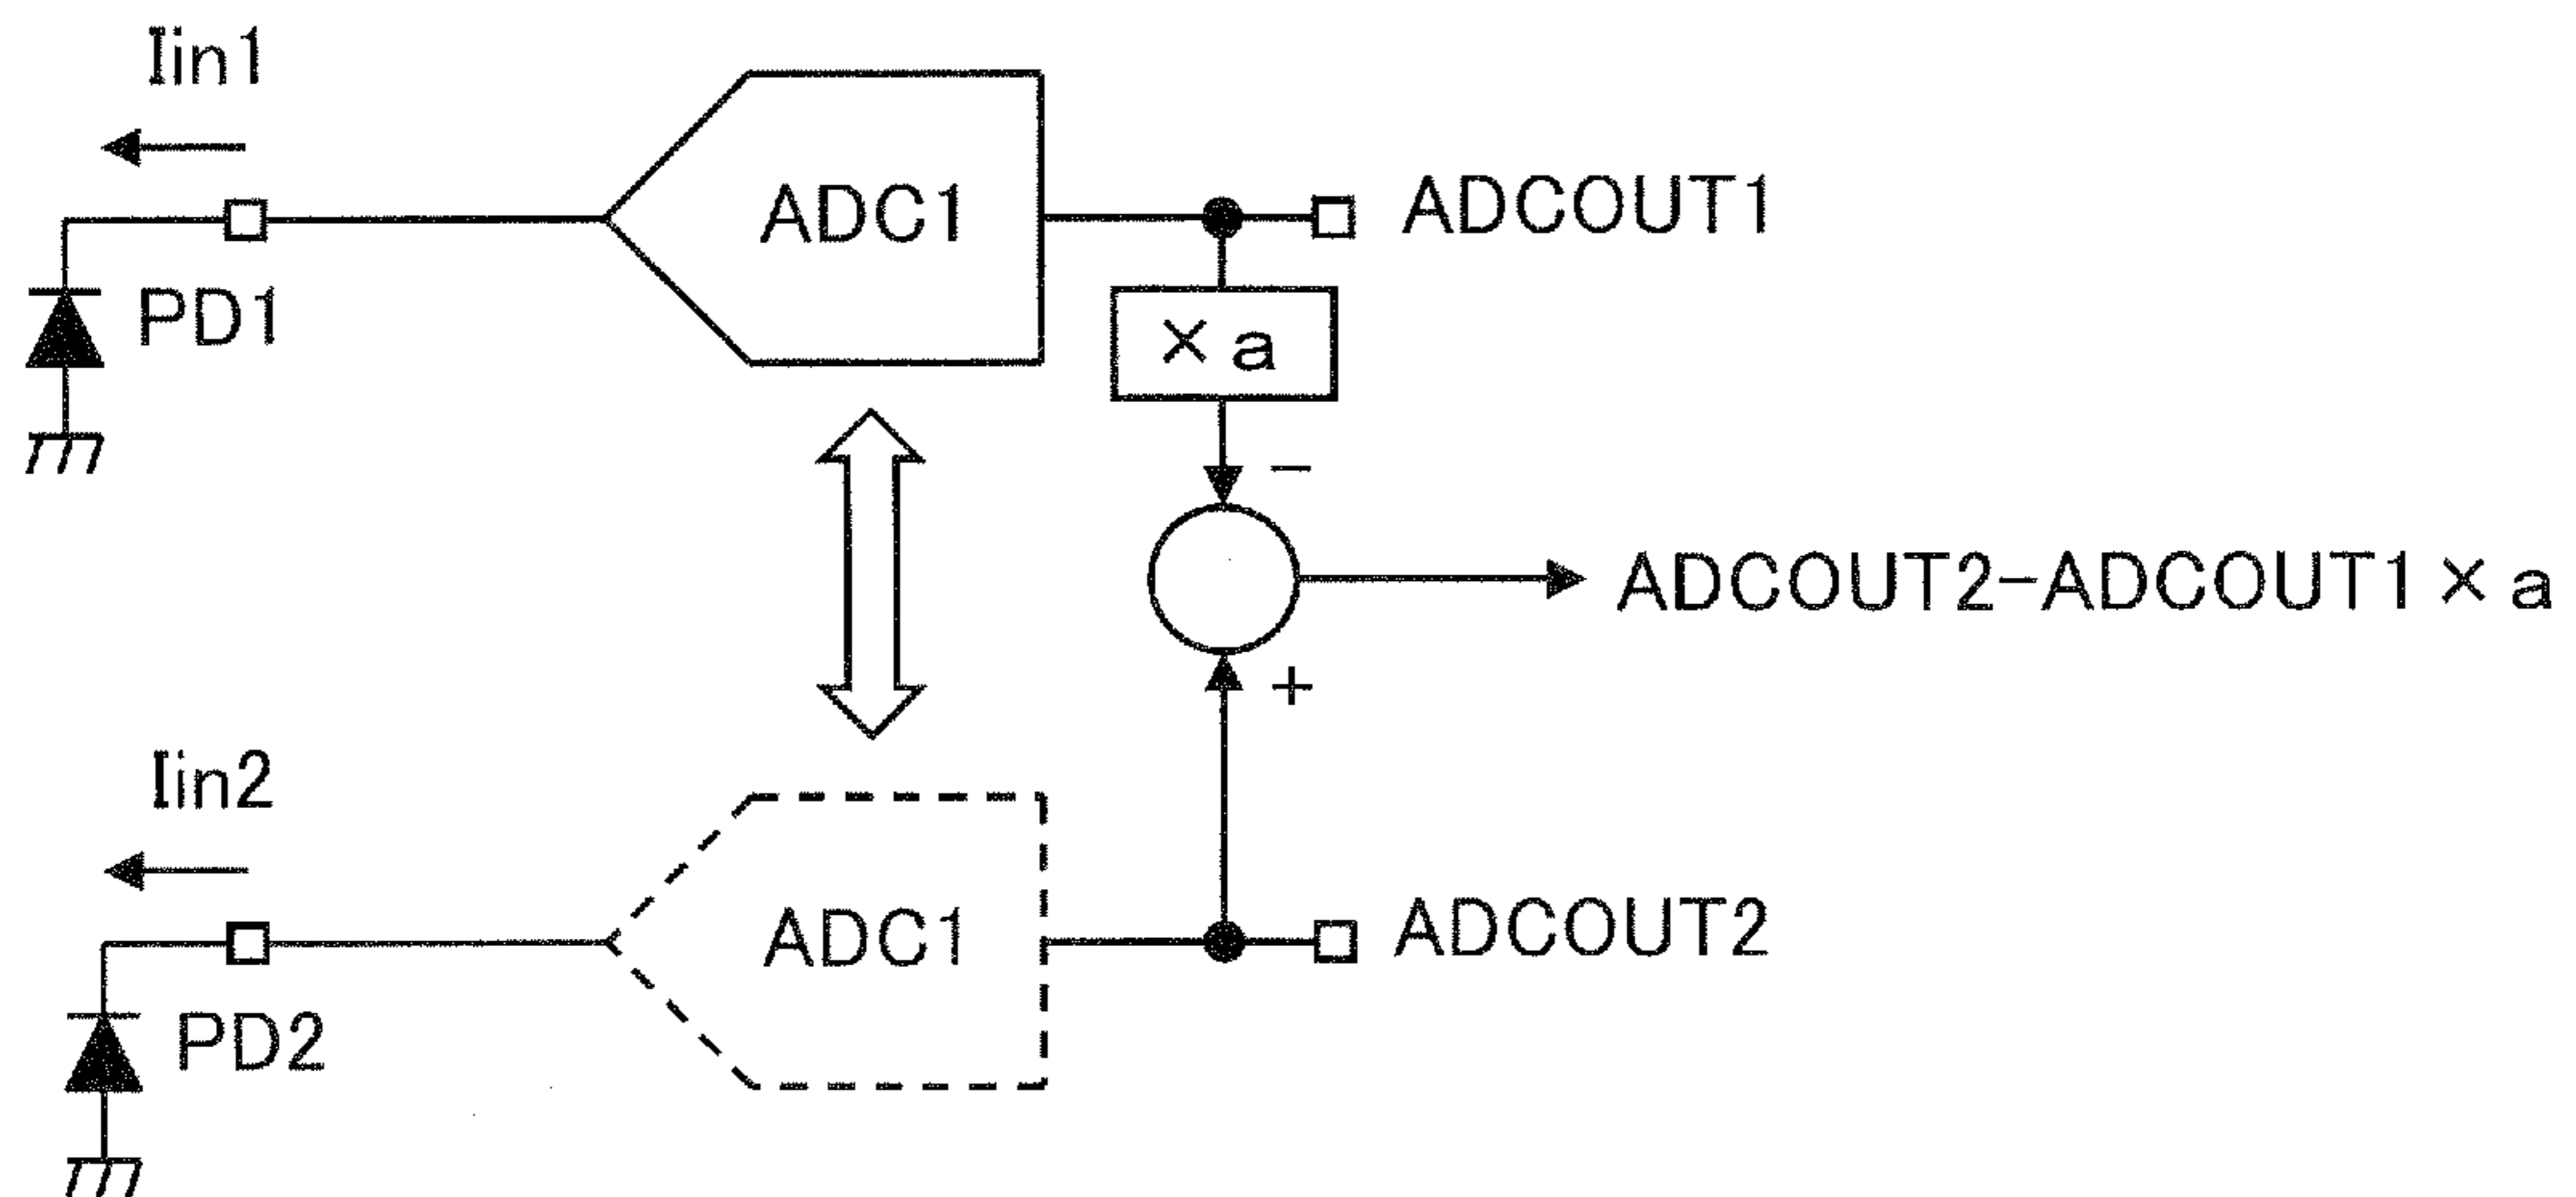 Iin1
ADC1
ADCOUT1
PD1
× a
−
ADCOUT2-ADCOUT1 × a
+
Iin2
ADC1
ADCOUT2
PD2